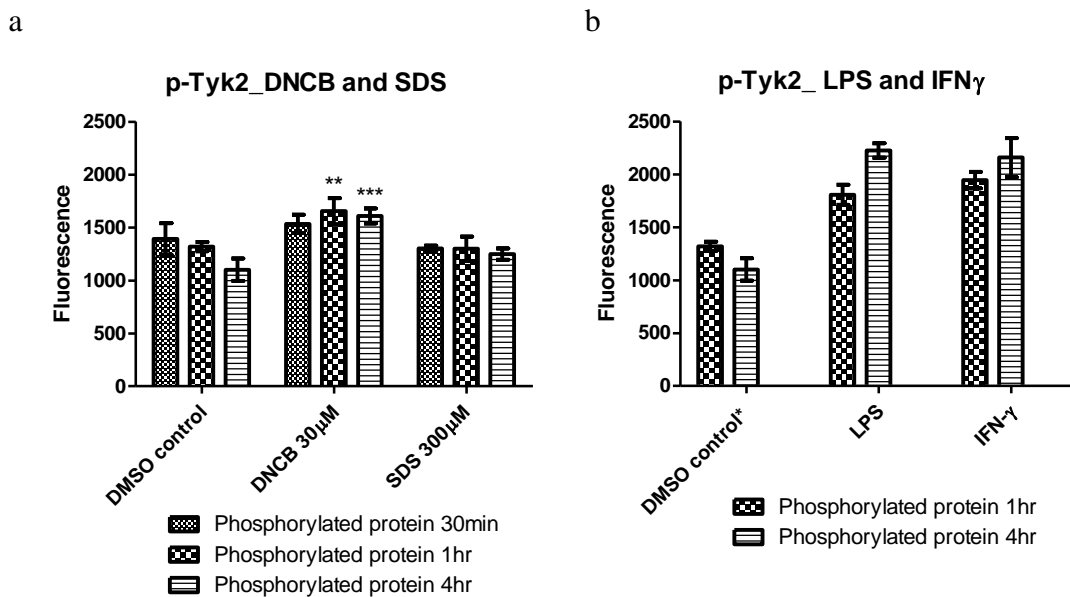 a
p-Tyk2_DNCB and SDS
Fluorescence
2500
2000
1500
1000
500
0
**
***
DMSO control
DNCB 30µM
SDS 300µM
Phosphorylated protein 30min
Phosphorylated protein 1hr
Phosphorylated protein 4hr
b
p-Tyk2_ LPS and IFNγ
Fluorescence
2500
2000
1500
1000
500
0
DMSO control*
LPS
IFN-γ
Phosphorylated protein 1hr
Phosphorylated protein 4hr